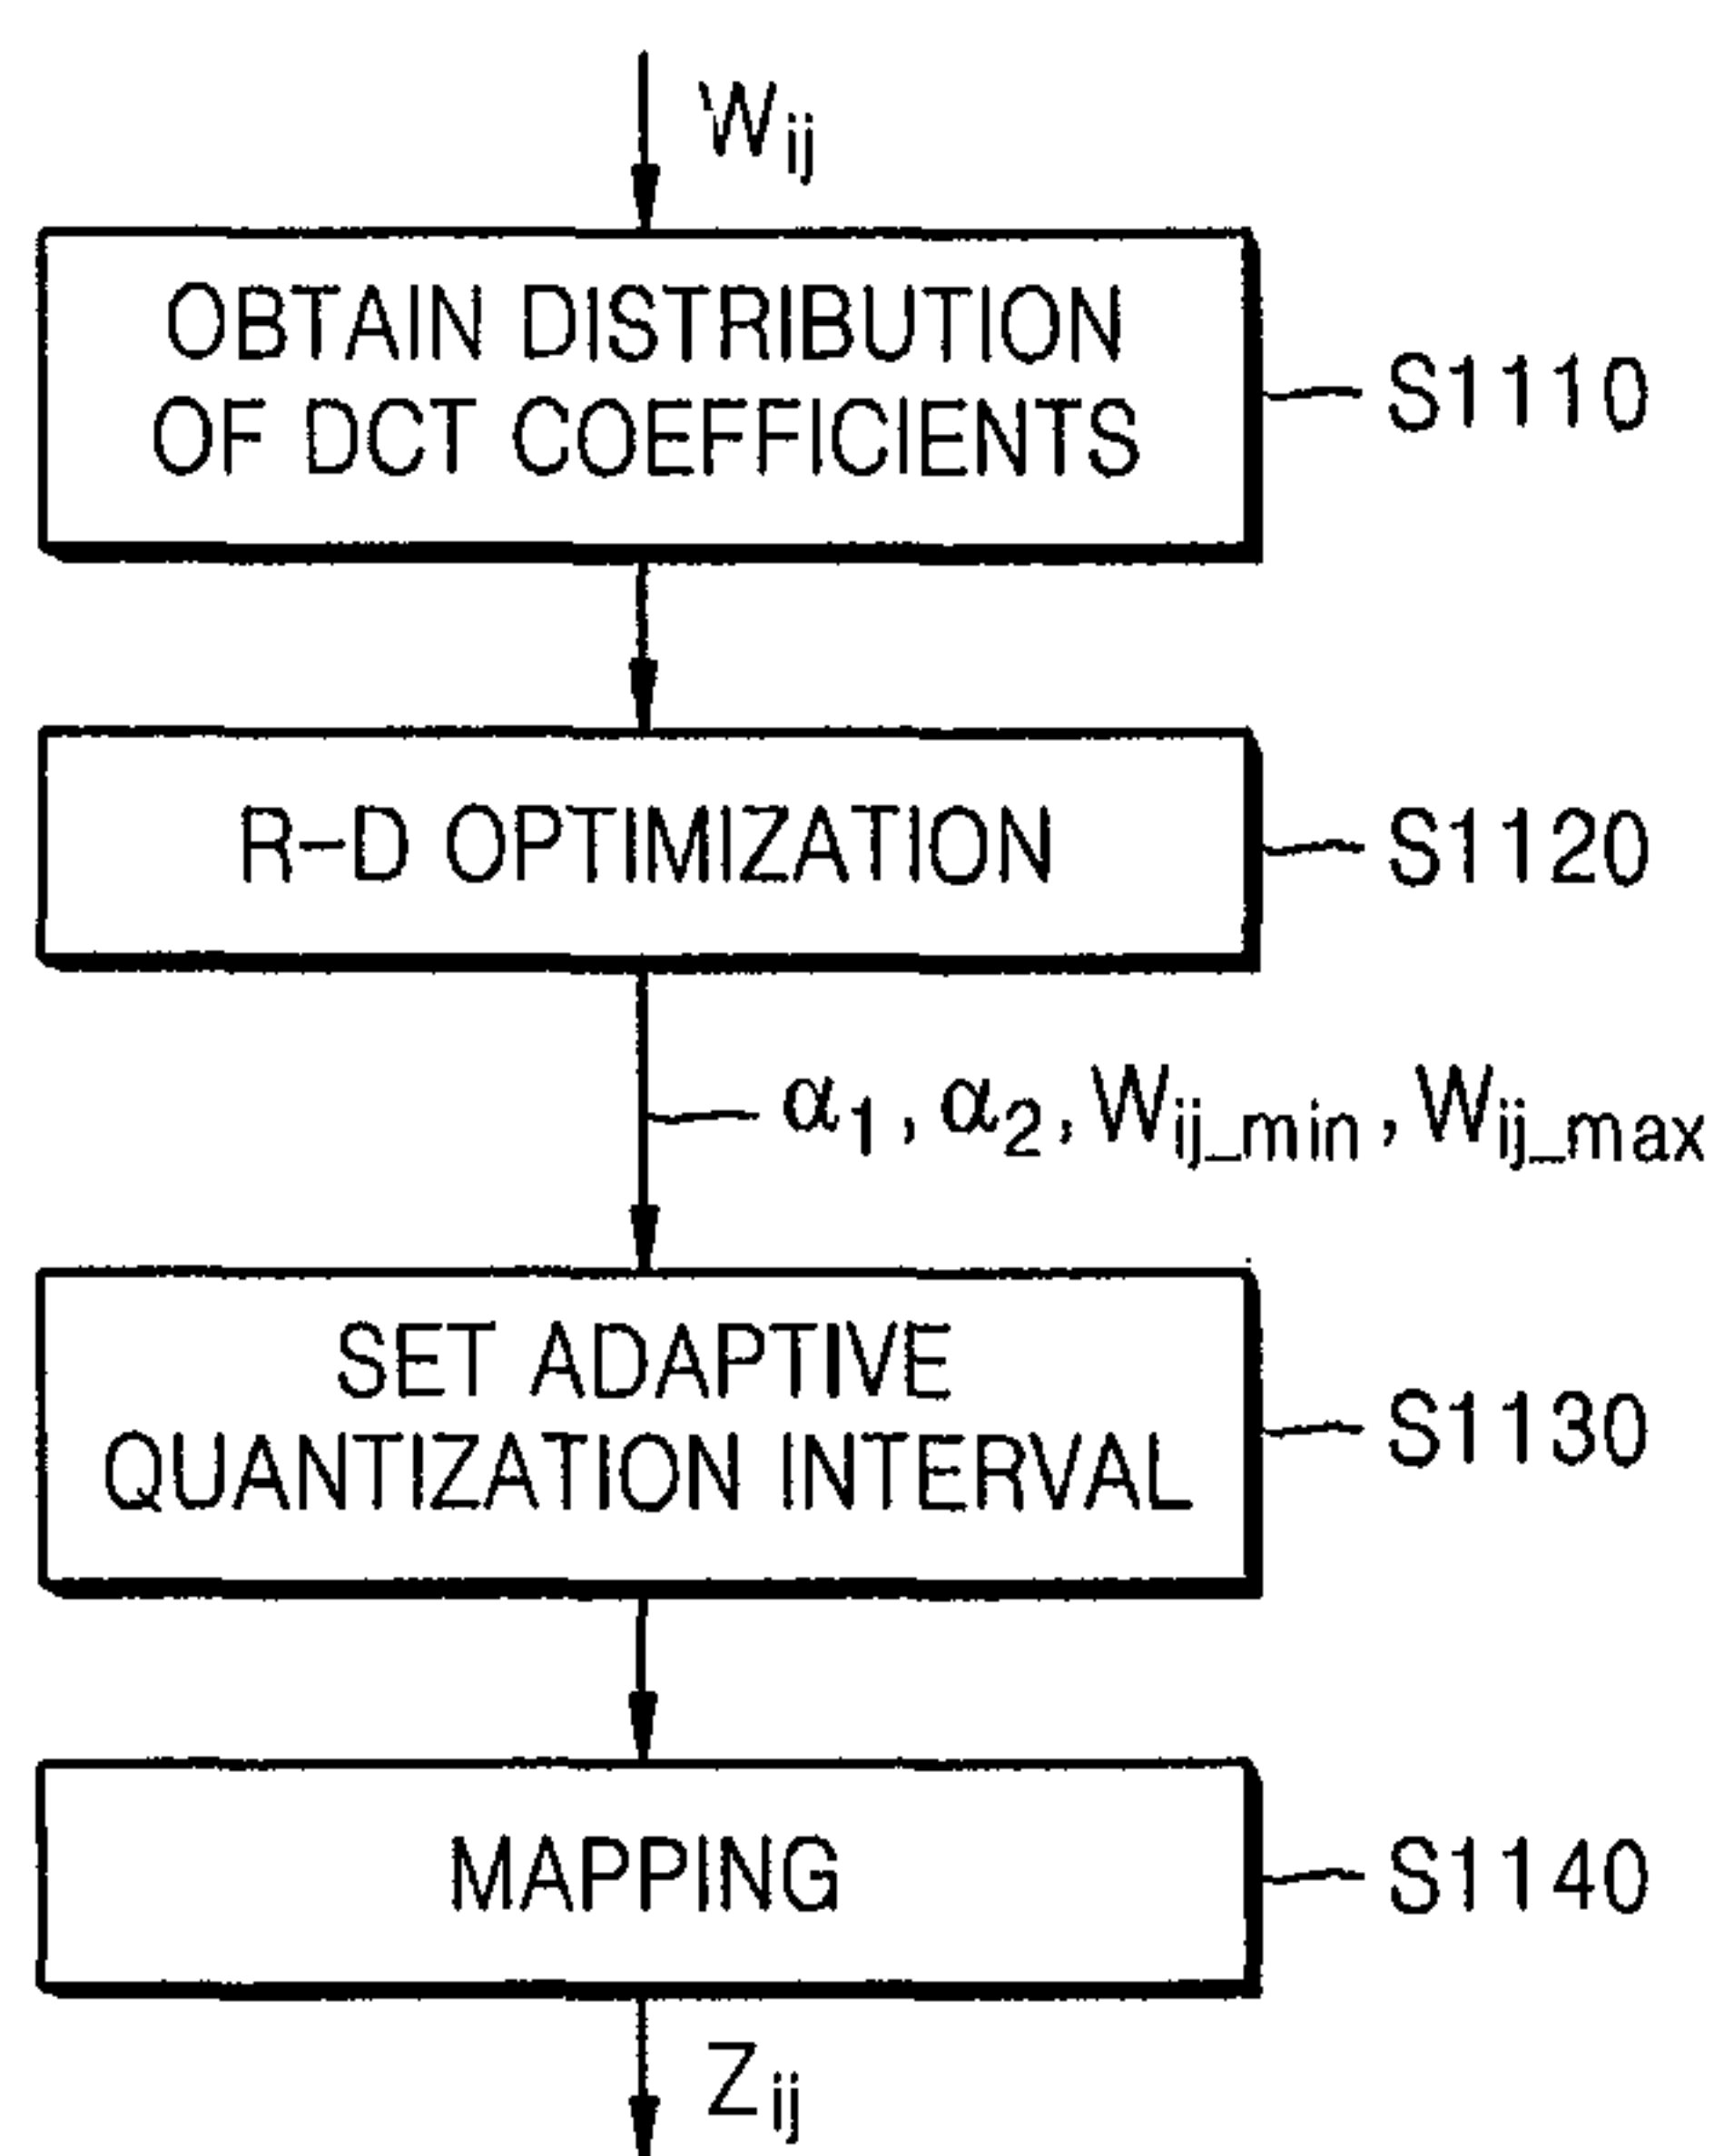 Wij
OBTAIN DISTRIBUTION
OF DCT COEFFICIENTS
S1110
R-D OPTIMIZATION
S1120
α1, α2, Wij_min, Wij_max
SET ADAPTIVE
QUANTIZATION INTERVAL
S1130
MAPPING
S1140
Zij